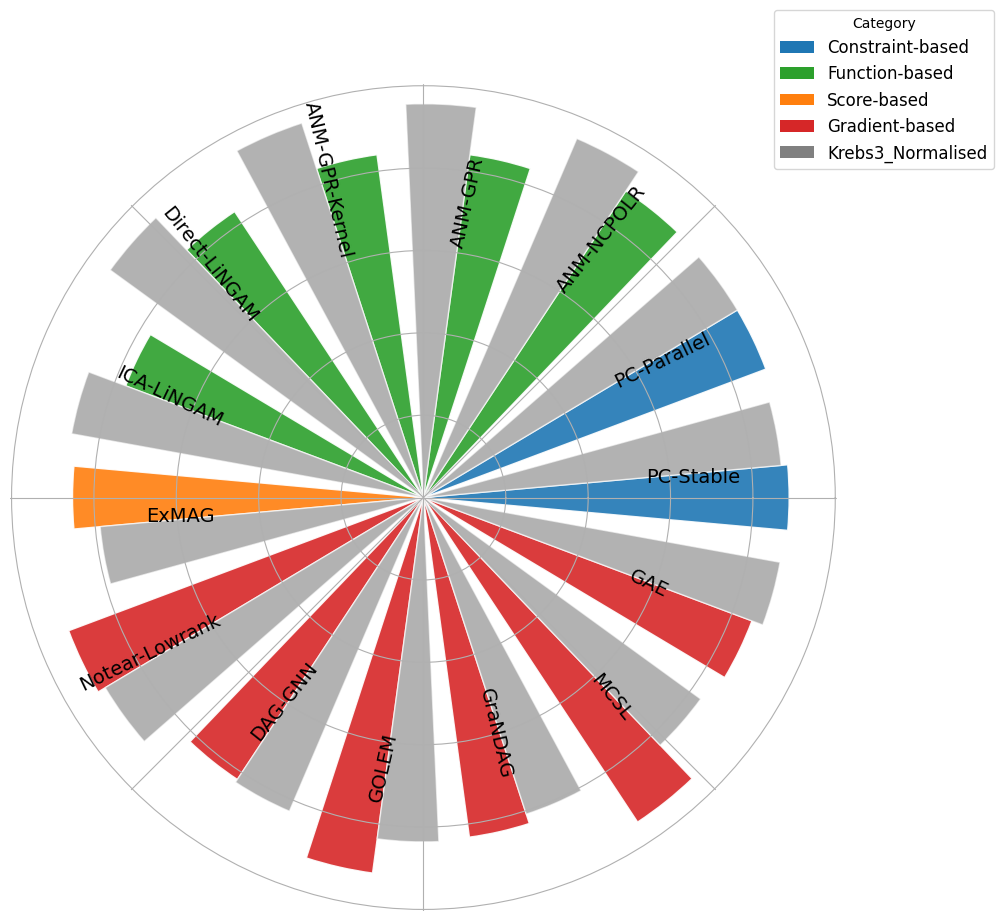 Category
Constraint-based
Function-based
Score-based
Gradient-based
Krebs3_Normalised
ANM-GPR-Kernel
ANM-GPR
ANM-NCPOLR
Direct-LiNGAM
PC-Parallel
ICA-LiNGAM
PC-Stable
ExMAG
GAE
Notear-Lowrank
DAG-GNN
MCSL
GraNDAG
GOLEM